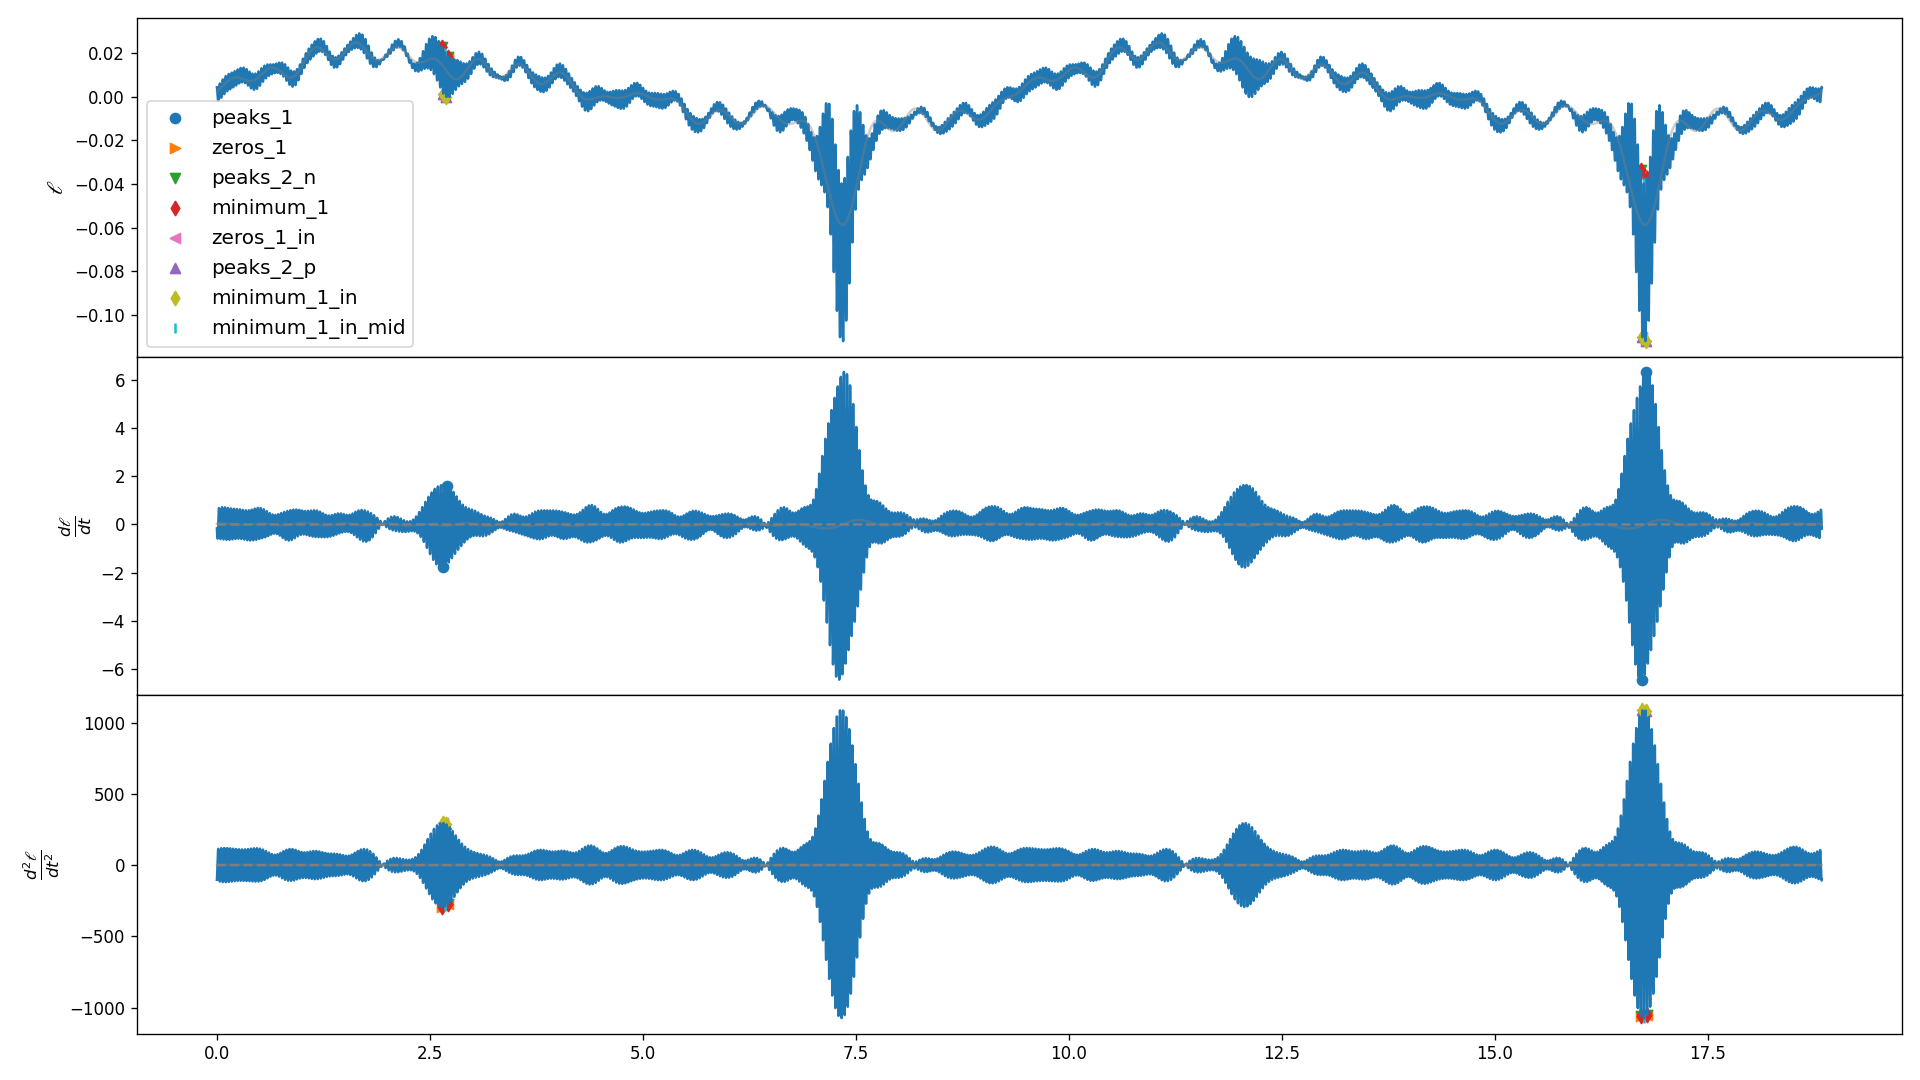 0.02
0.00
−0.02
−0.04
−0.06
−0.08
−0.10
ℓ
peaks_1
zeros_1
peaks_2_n
minimum_1
zeros_1_in
peaks_2_p
minimum_1_in
minimum_1_in_mid
6
4
2
0
−2
−4
−6
dℓ
dt
1000
500
0
−500
−1000
d²ℓ
dt²
0.0 2.5 5.0 7.5 10.0 12.5 15.0 17.5